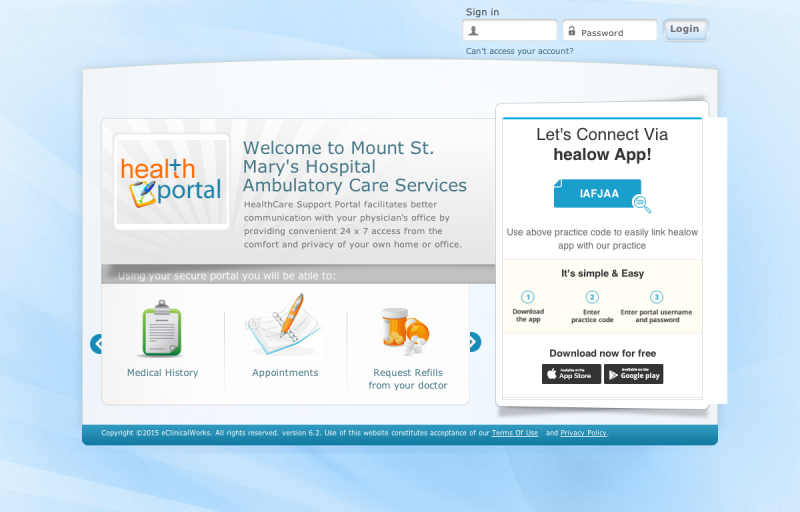 Sign in
Password
Login
Can't access your account?
health
portal
Welcome to Mount St.
Mary's Hospital
Ambulatory Care Services
HealthCare Support Portal facilitates better
communication with your physician's office by
providing convenient 24 x 7 access from the
comfort and privacy of your own home or office.
Using your secure portal you will be able to:
Medical History
Appointments
Request Refills
from your doctor
Let's Connect Via
healow App!
IAFJAA
Use above practice code to easily link healow
app with our practice
It's simple & Easy
1
2
3
Download
the app
Enter
practice code
Enter portal username
and password
Download now for free
Available on the
App Store
Available on the
Google play
Copyright ©2015 eClinicalWorks. All rights reserved. version 6.2. Use of this website constitutes acceptance of our Terms Of Use and Privacy Policy.